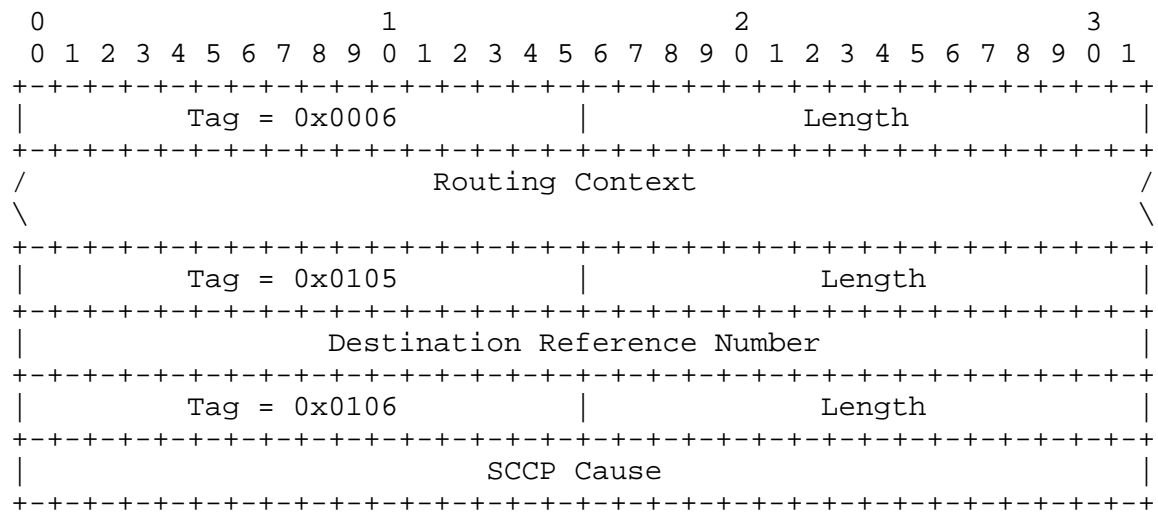 0                   1                   2                   3
 0 1 2 3 4 5 6 7 8 9 0 1 2 3 4 5 6 7 8 9 0 1 2 3 4 5 6 7 8 9 0 1
+-+-+-+-+-+-+-+-+-+-+-+-+-+-+-+-+-+-+-+-+-+-+-+-+-+-+-+-+-+-+-+-+
|         Tag = 0x0006          |            Length             |
+-+-+-+-+-+-+-+-+-+-+-+-+-+-+-+-+-+-+-+-+-+-+-+-+-+-+-+-+-+-+-+-+
/                       Routing Context                         /
\                                                               \
+-+-+-+-+-+-+-+-+-+-+-+-+-+-+-+-+-+-+-+-+-+-+-+-+-+-+-+-+-+-+-+-+
|         Tag = 0x0105          |             Length            |
+-+-+-+-+-+-+-+-+-+-+-+-+-+-+-+-+-+-+-+-+-+-+-+-+-+-+-+-+-+-+-+-+
|                 Destination Reference Number                  |
+-+-+-+-+-+-+-+-+-+-+-+-+-+-+-+-+-+-+-+-+-+-+-+-+-+-+-+-+-+-+-+-+
|         Tag = 0x0106          |             Length            |
+-+-+-+-+-+-+-+-+-+-+-+-+-+-+-+-+-+-+-+-+-+-+-+-+-+-+-+-+-+-+-+-+
|                          SCCP Cause                           |
+-+-+-+-+-+-+-+-+-+-+-+-+-+-+-+-+-+-+-+-+-+-+-+-+-+-+-+-+-+-+-+-+